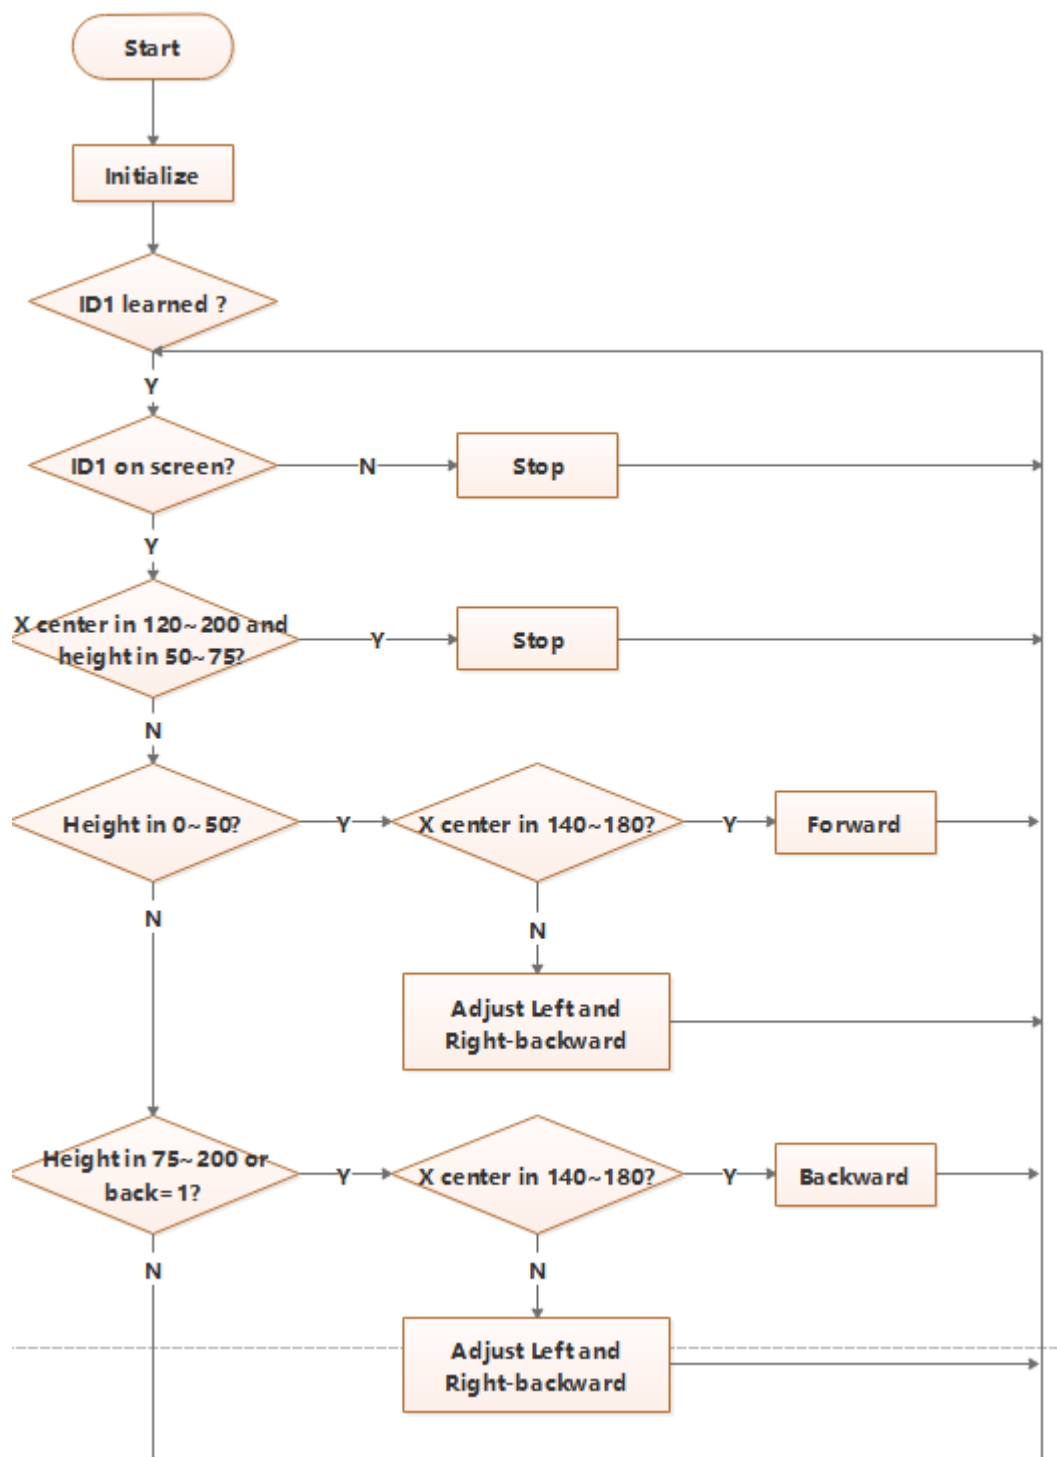 Start
Initialize
ID1 learned ?
Y
ID1 on screen?
N
Stop
Y
X center in 120~200 and
height in 50~75?
Y
Stop
N
Height in 0~50?
Y
X center in 140~180?
Y
Forward
N
N
Adjust Left and
Right-backward
Height in 75~200 or
back=1?
Y
X center in 140~180?
Y
Backward
N
N
Adjust Left and
Right-backward